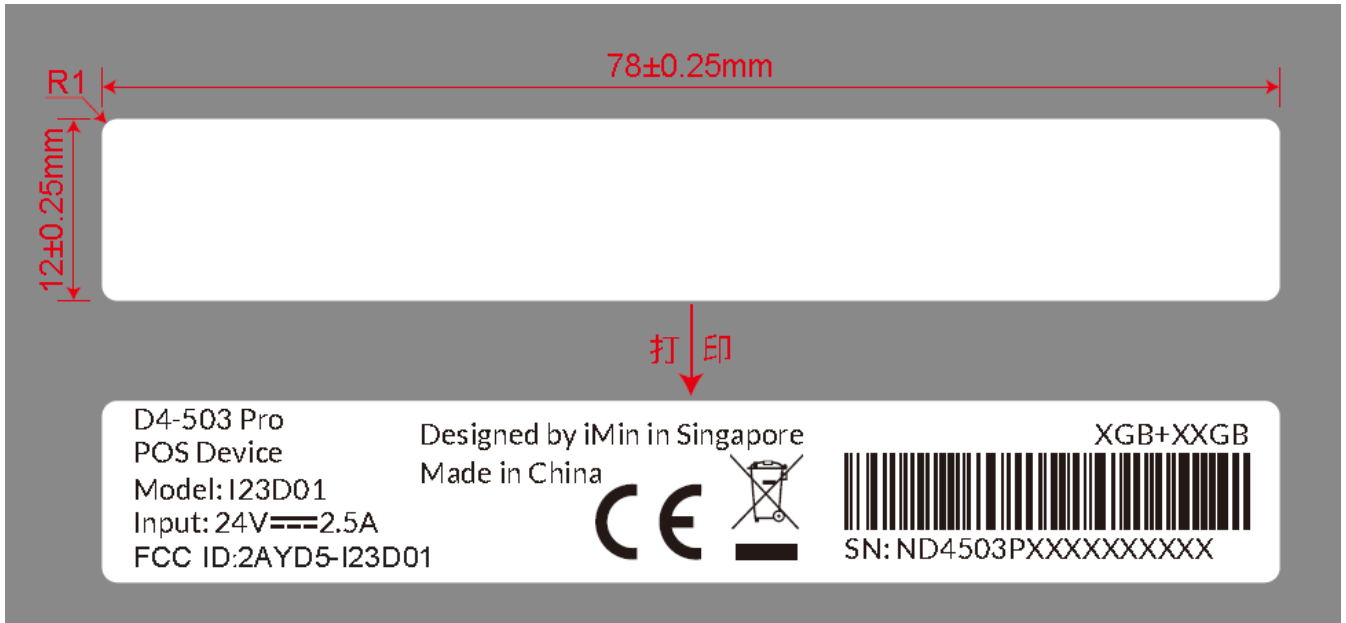 78±0.25mm
R1
12±0.25mm
打印
D4-503 Pro
POS Device
Model: I23D01
Input: 24V⎓2.5A
FCC ID:2AYD5-I23D01
Designed by iMin in Singapore
Made in China
CE
XGB+XXGB
SN: ND4503PXXXXXXXXXX